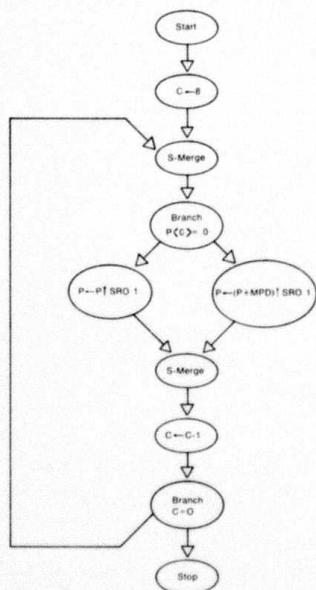 Start
C←8
S-Merge
Branch
P⟨0⟩= 0
P←P↑SRO 1
P←(P+MPD)↑SRO 1
S-Merge
C←C-1
Branch
C=O
Stop